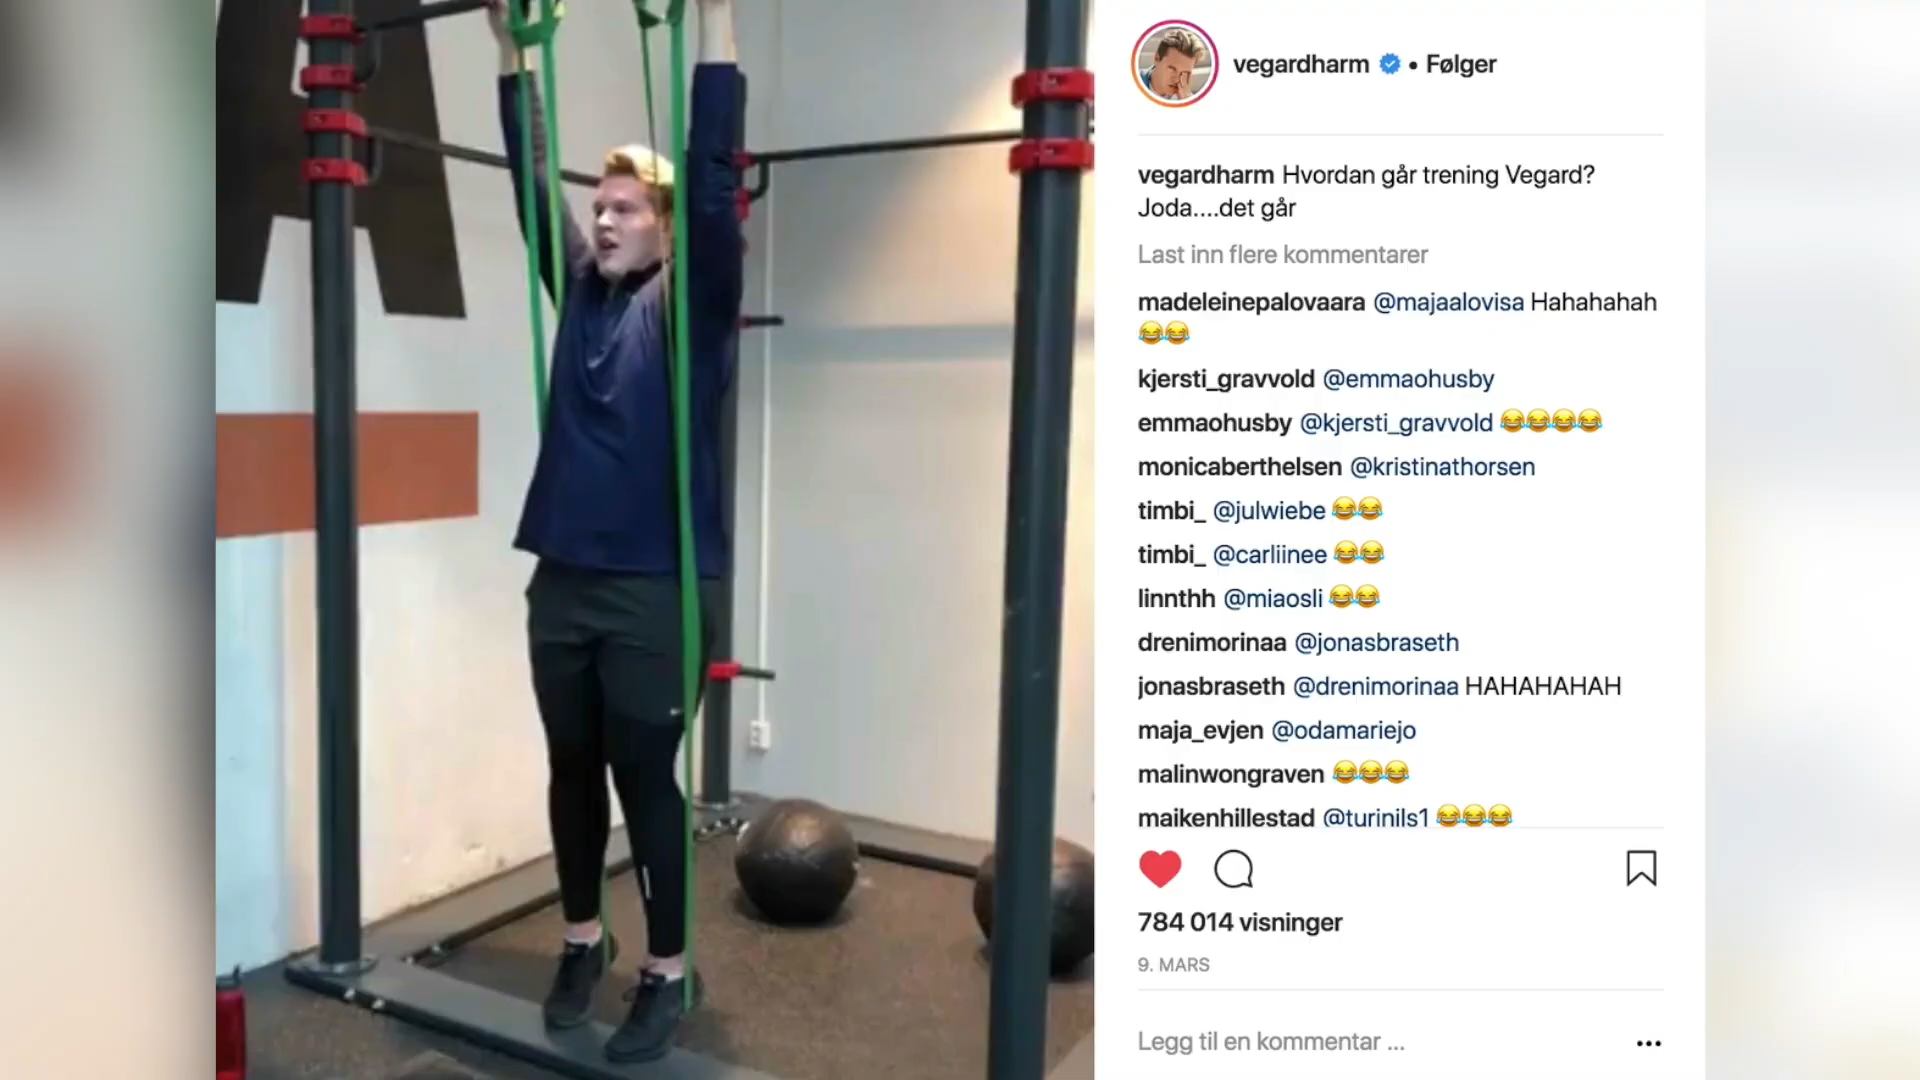 vegardharm • Følger
vegardharm Hvordan går trening Vegard?
Joda....det går
Last inn flere kommentarer
madeleinepalovaara @majaalovisa Hahahahah
😂😂
kjersti_gravvold @emmaohusby
emmaohusby @kjersti_gravvold 😂😂😂😂
monicaberthelsen @kristinathorsen
timbi_ @julwiebe 😂😂
timbi_ @carliinee 😂😂
linnthh @miaosli 😂😂
drenimorinaa @jonasbraseth
jonasbraseth @drenimorinaa HAHAHAHAH
maja_evjen @odamariejo
malinwongraven 😂😂😂
maikenhillestad @turinils1 😂😂😂
784 014 visninger
9. MARS
Legg til en kommentar ...